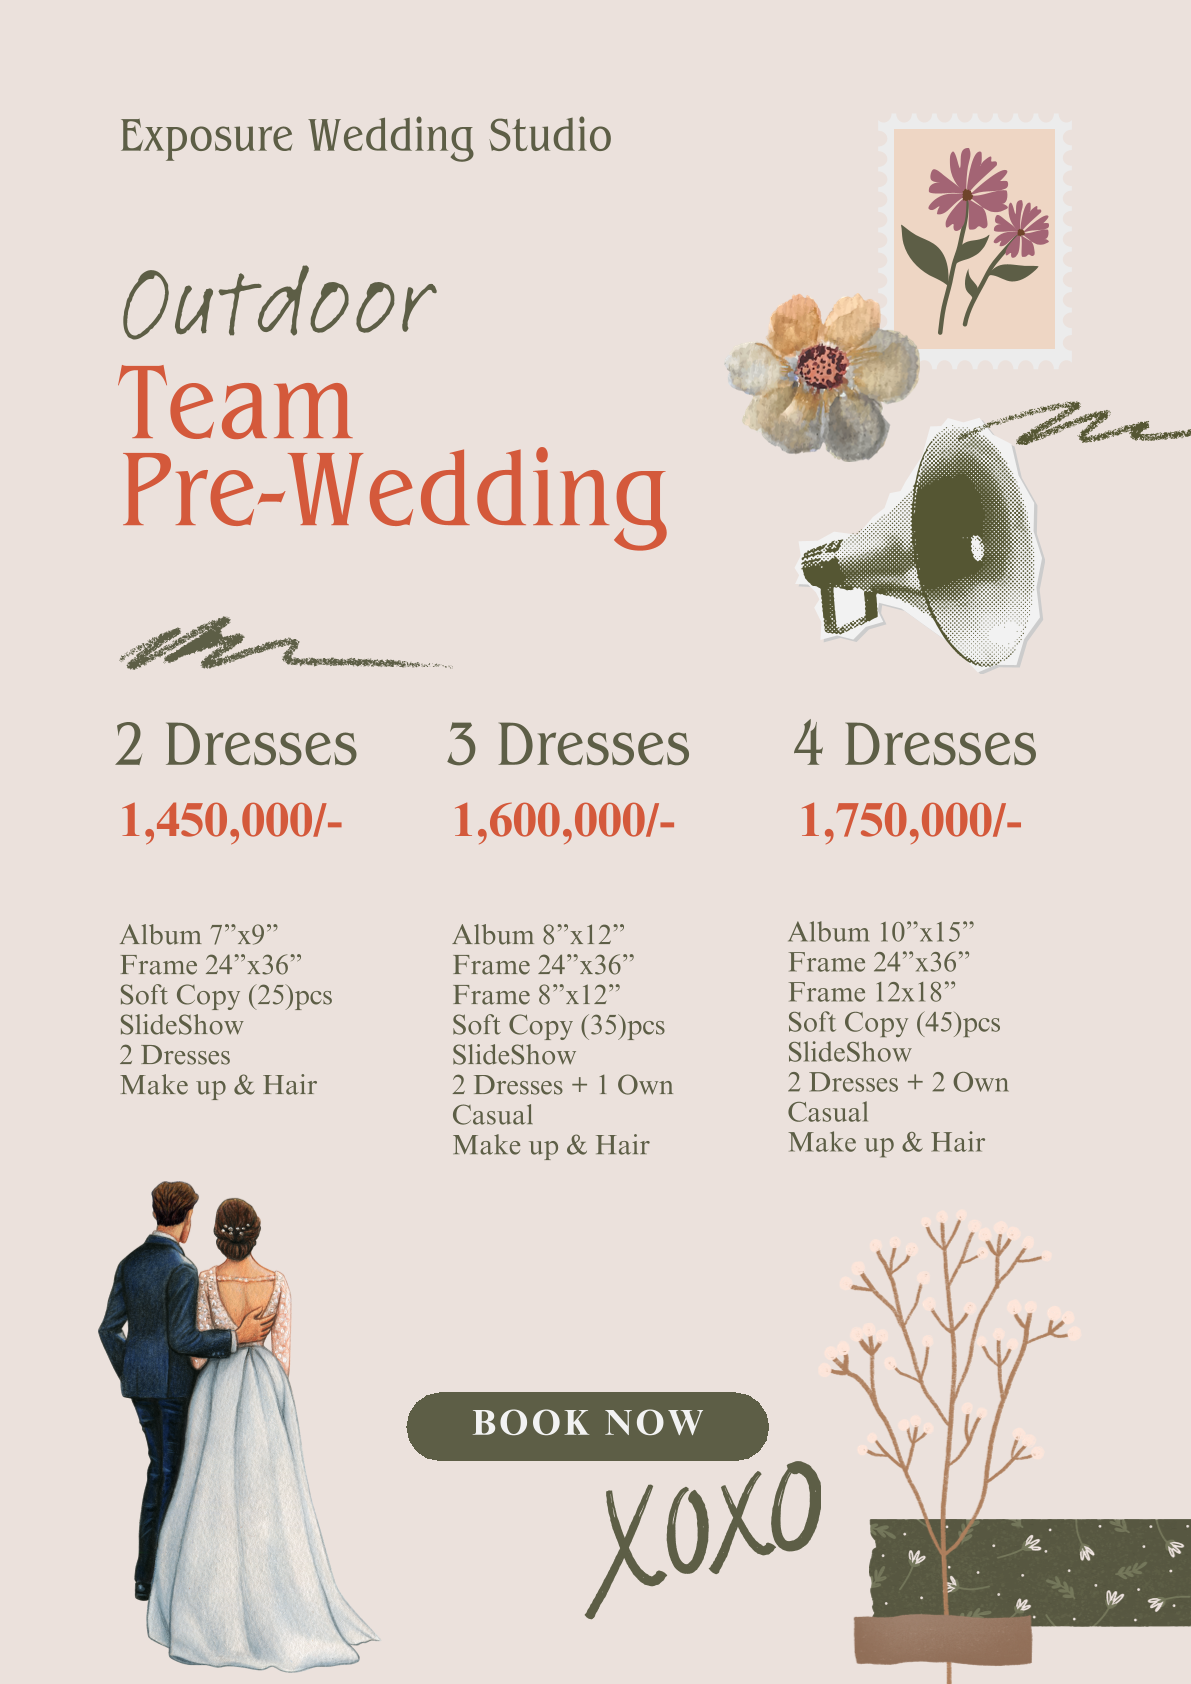 Exposure Wedding Studio
Outdoor
Team
Pre-Wedding
2 Dresses
1,450,000/-
Album 7”x9”
Frame 24”x36”
Soft Copy (25)pcs
SlideShow
2 Dresses
Make up & Hair
3 Dresses
1,600,000/-
Album 8”x12”
Frame 24”x36”
Frame 8”x12”
Soft Copy (35)pcs
SlideShow
2 Dresses + 1 Own
Casual
Make up & Hair
4 Dresses
1,750,000/-
Album 10”x15”
Frame 24”x36”
Frame 12x18”
Soft Copy (45)pcs
SlideShow
2 Dresses + 2 Own
Casual
Make up & Hair
BOOK NOW
XOXO